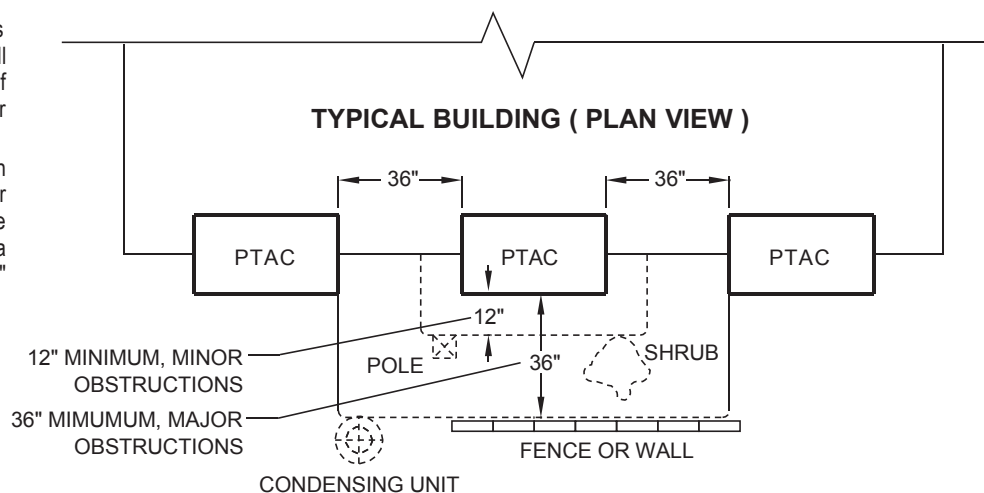 s
ll
f
r
n
r
e
a
"
TYPICAL BUILDING ( PLAN VIEW )
36" 36"
PTAC PTAC PTAC
12"
12" MINIMUM, MINOR
OBSTRUCTIONS
POLE
36"
SHRUB
36" MIMUMUM, MAJOR
OBSTRUCTIONS
FENCE OR WALL
CONDENSING UNIT